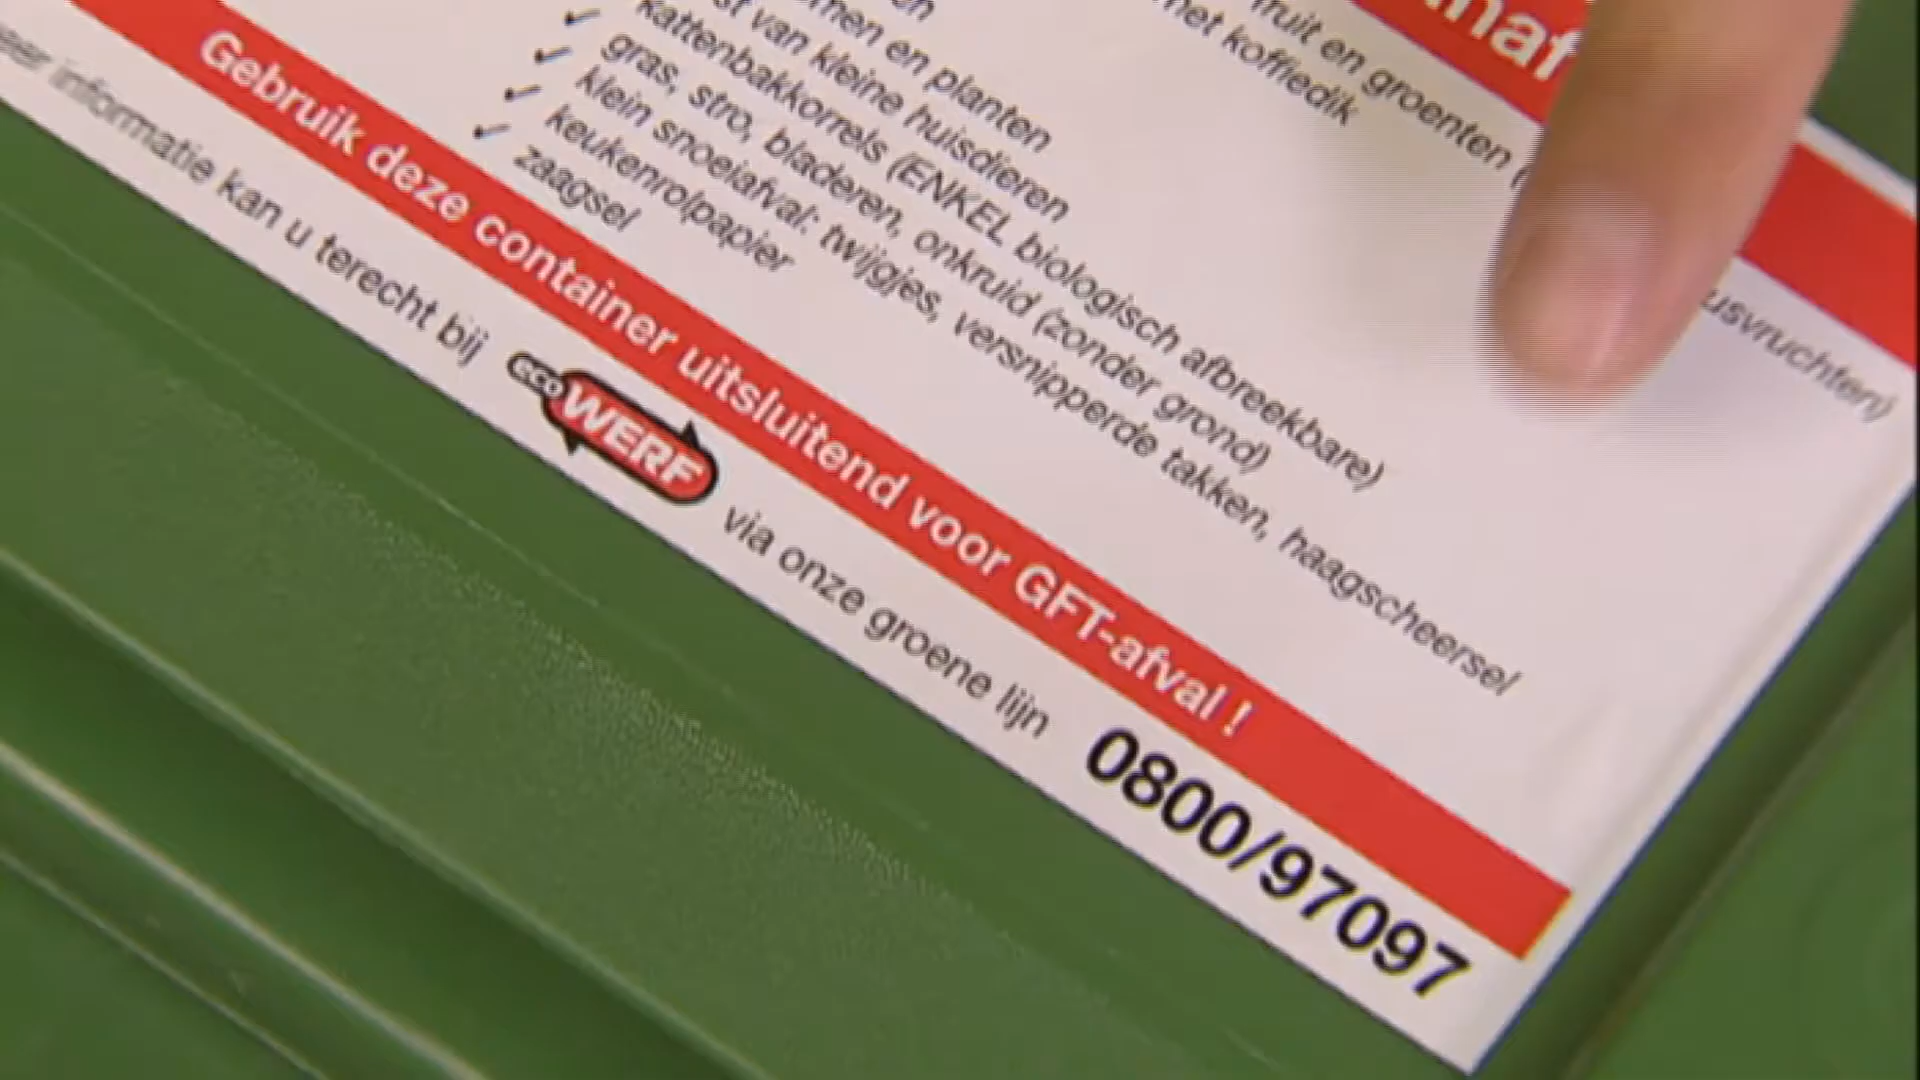 fruit en groenten
met koffiedik
usvruchten)
men en planten
van kleine huisdieren
kattenbakkorrels (ENKEL biologisch afbreekbare)
✓ gras, stro, bladeren, onkruid (zonder grond)
✓ klein snoeiafval: twijgjes, versnipperde takken, haagscheersel
✓ keukenrolpapier
✓ zaagsel
Gebruik deze container uitsluitend voor GFT-afval !
informatie kan u terecht bij eco WERF via onze groene lijn 0800/97097